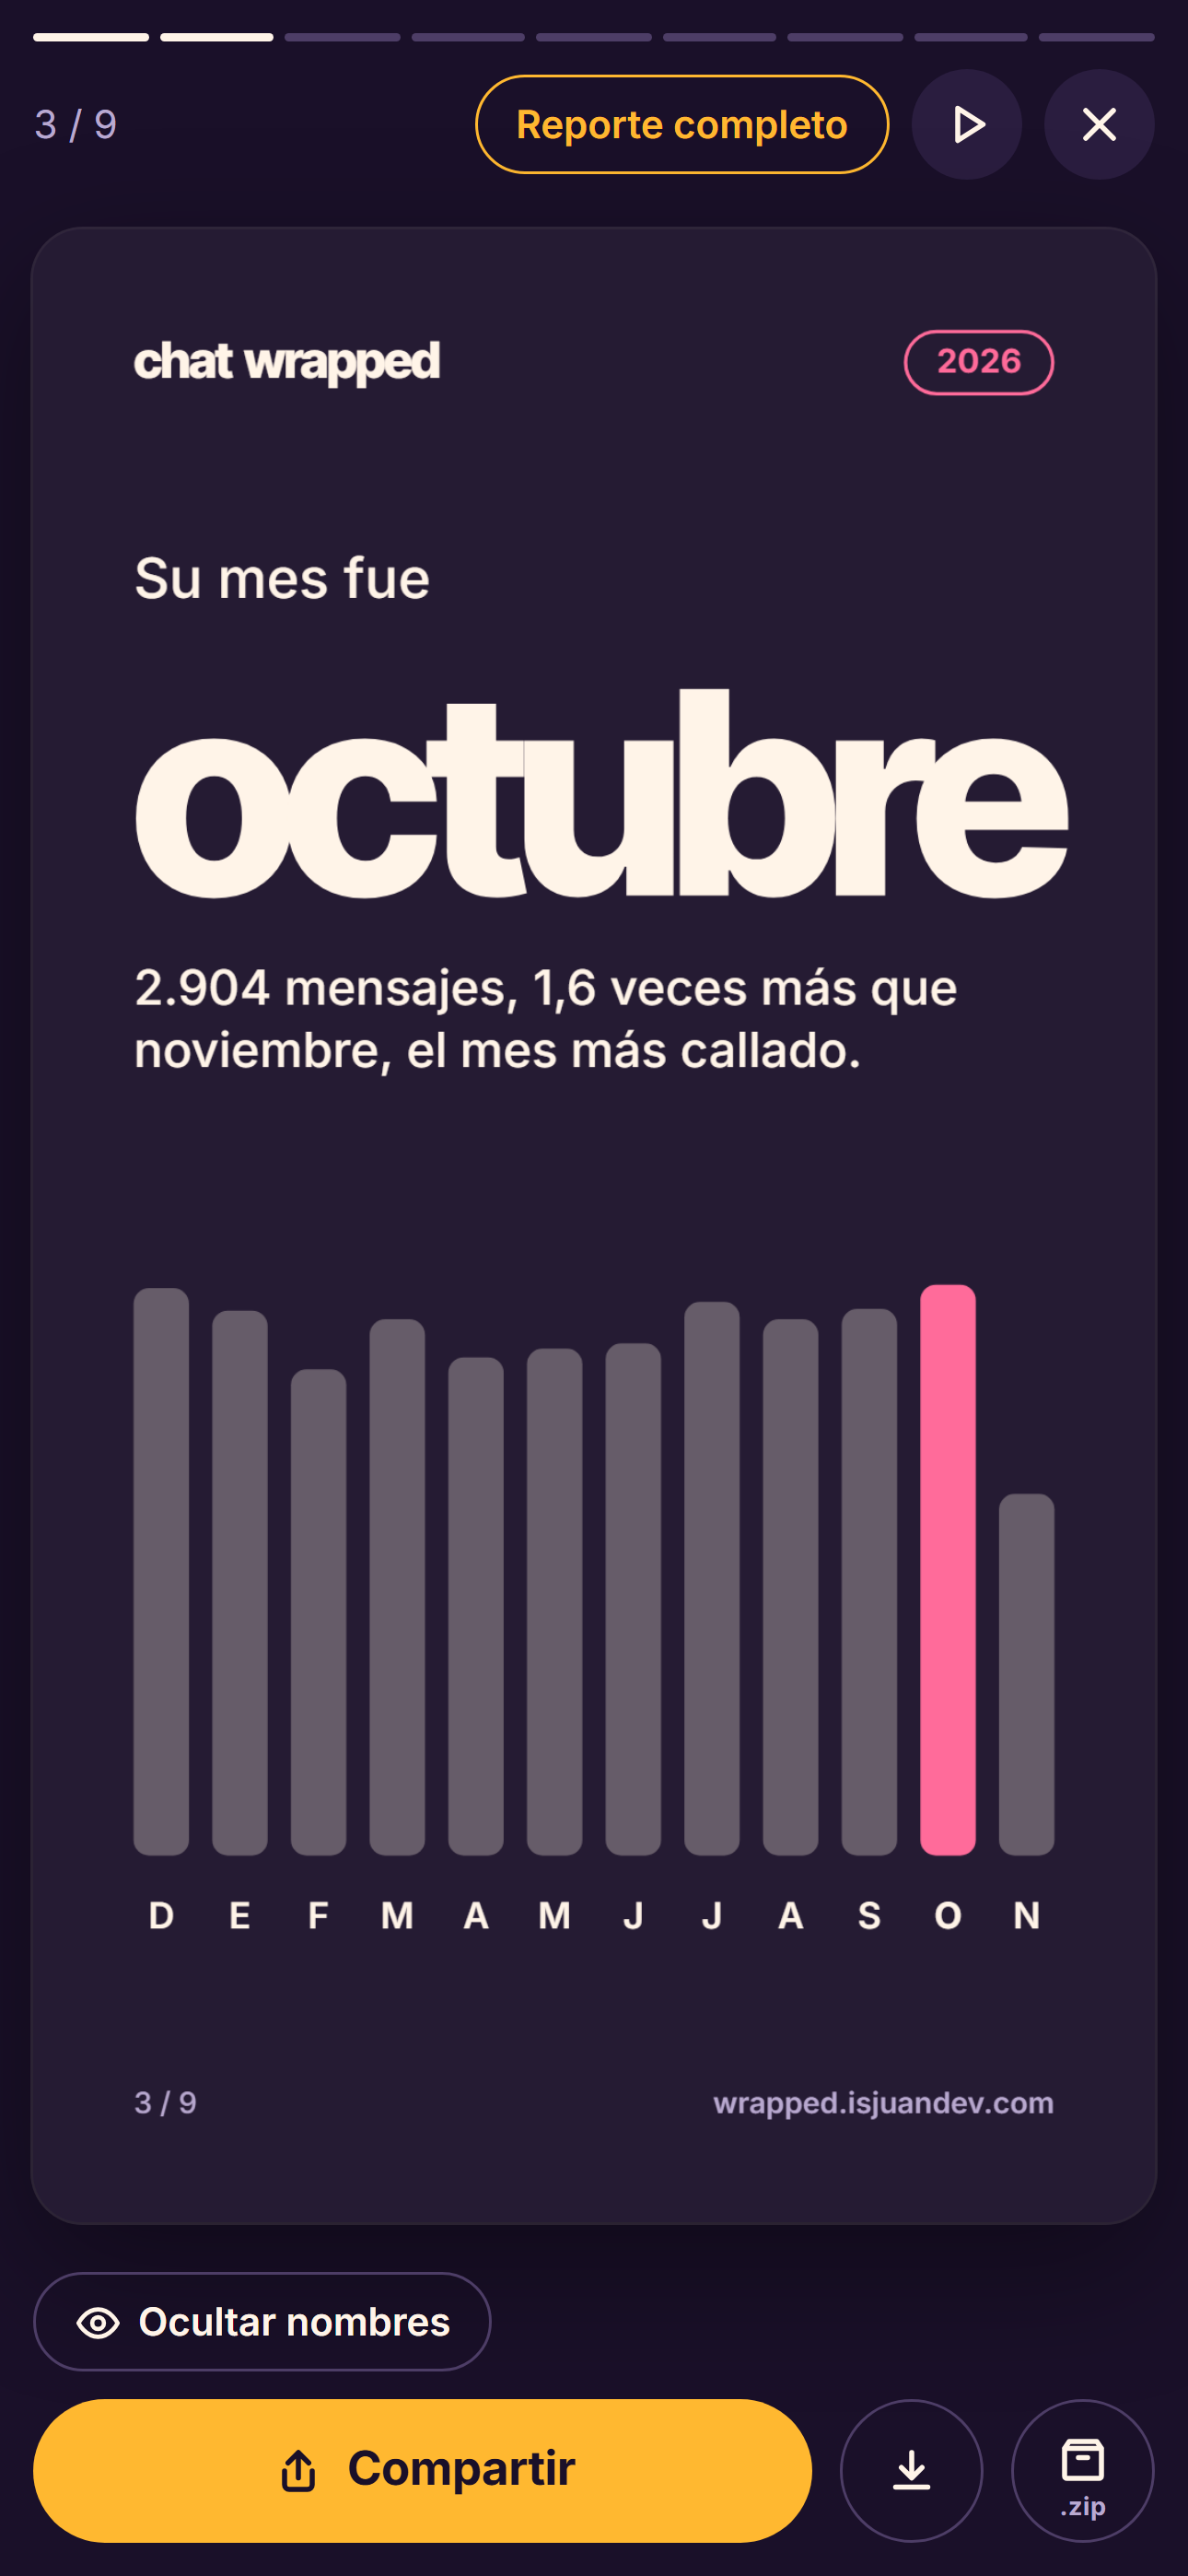 3 / 9
Reporte completo
chat wrapped
2026
Su mes fue
octubre
2.904 mensajes, 1,6 veces más que
noviembre, el mes más callado.
D E F M A M J J A S O N
3 / 9
wrapped.isjuandev.com
Ocultar nombres
Compartir
.zip